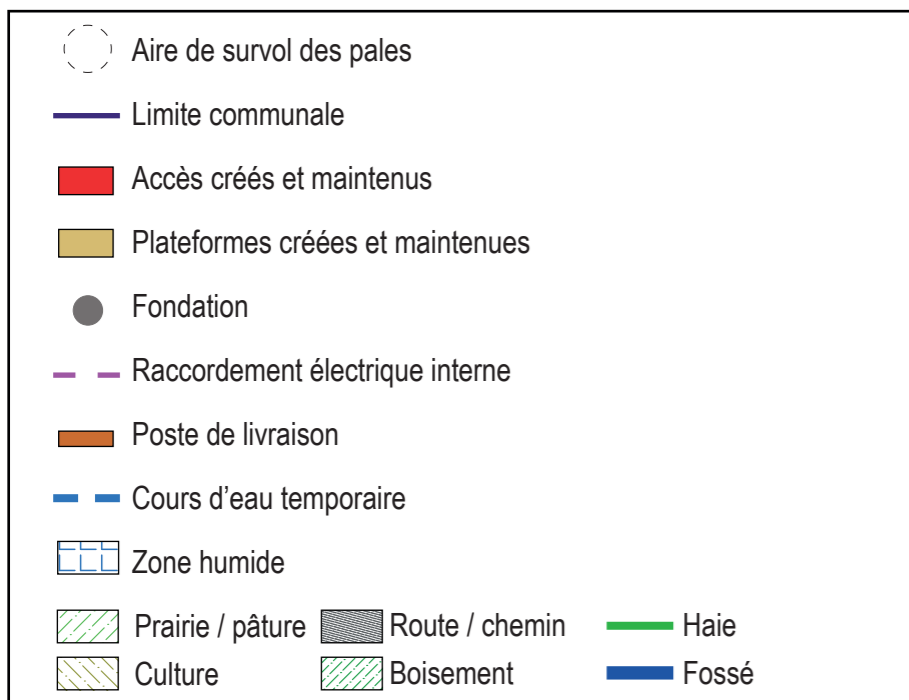 Aire de survol des pales
Limite communale
Accès créés et maintenus
Plateformes créées et maintenues
Fondation
Raccordement électrique interne
Poste de livraison
Cours d’eau temporaire
Zone humide
Prairie / pâture Route / chemin Haie
Culture Boisement Fossé